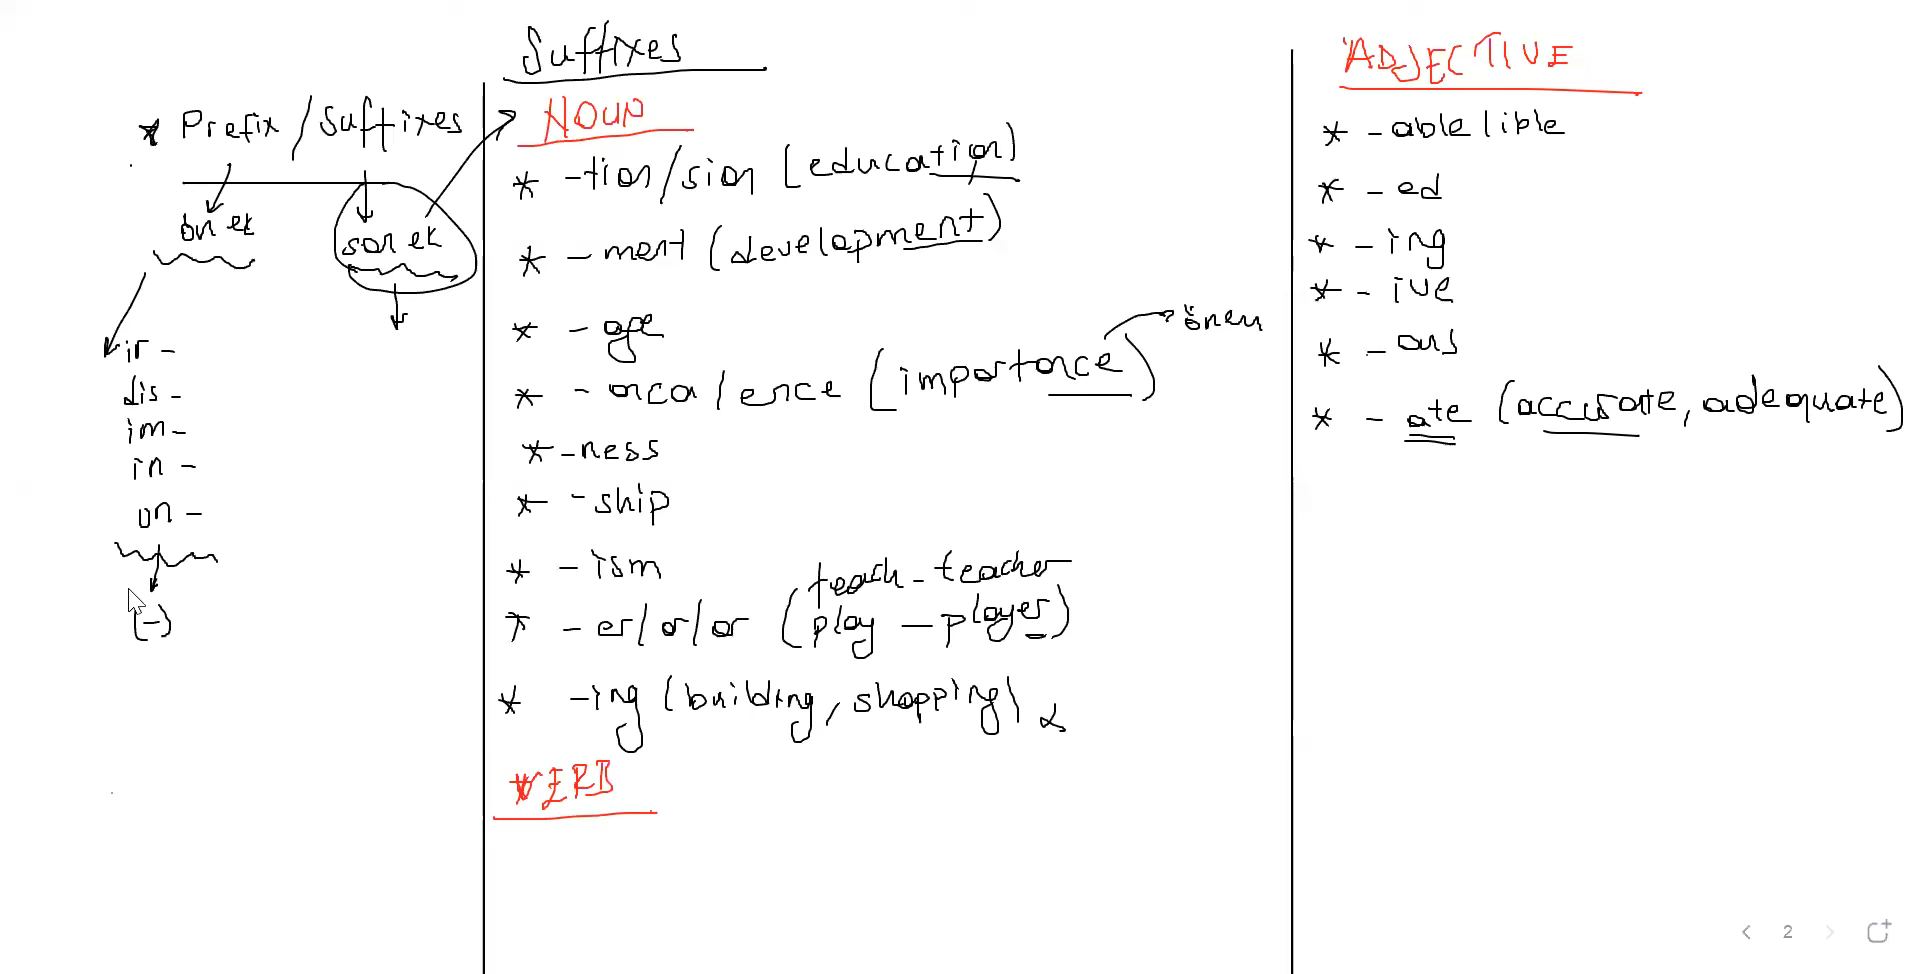 * Prefix / Suffixes
ön ek
son ek
ir -
dis -
im -
in -
un -
(-)
Suffixes
NOUN
* -tion/sion (education)
* -ment (development)
* -age
* -ance/ence (importance) → önem
* -ness
* -ship
* -ism
teach - teacher
* -er/or/ar (play - player)
* -ing (building, shopping)
VERB
ADJECTIVE
* -able/ible
* -ed
* -ing
* -ive
* -ous
* -ate (accurate, adequate)
2